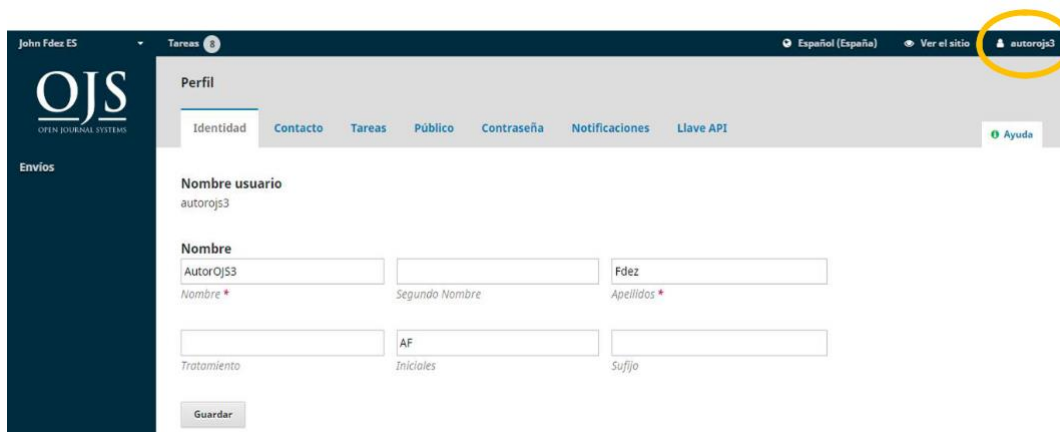 John Fdez ES Tareas 8 Español (España) Ver el sitio autorojs3
OJS
OPEN JOURNAL SYSTEMS
Envíos
Perfil
Identidad Contacto Tareas Público Contraseña Notificaciones Llave API
Ayuda
Nombre usuario
autorojs3
Nombre
AutorOJS3 Fdez
Nombre * Segundo Nombre Apellidos *
AF
Tratamiento Iniciales Sufijo
Guardar